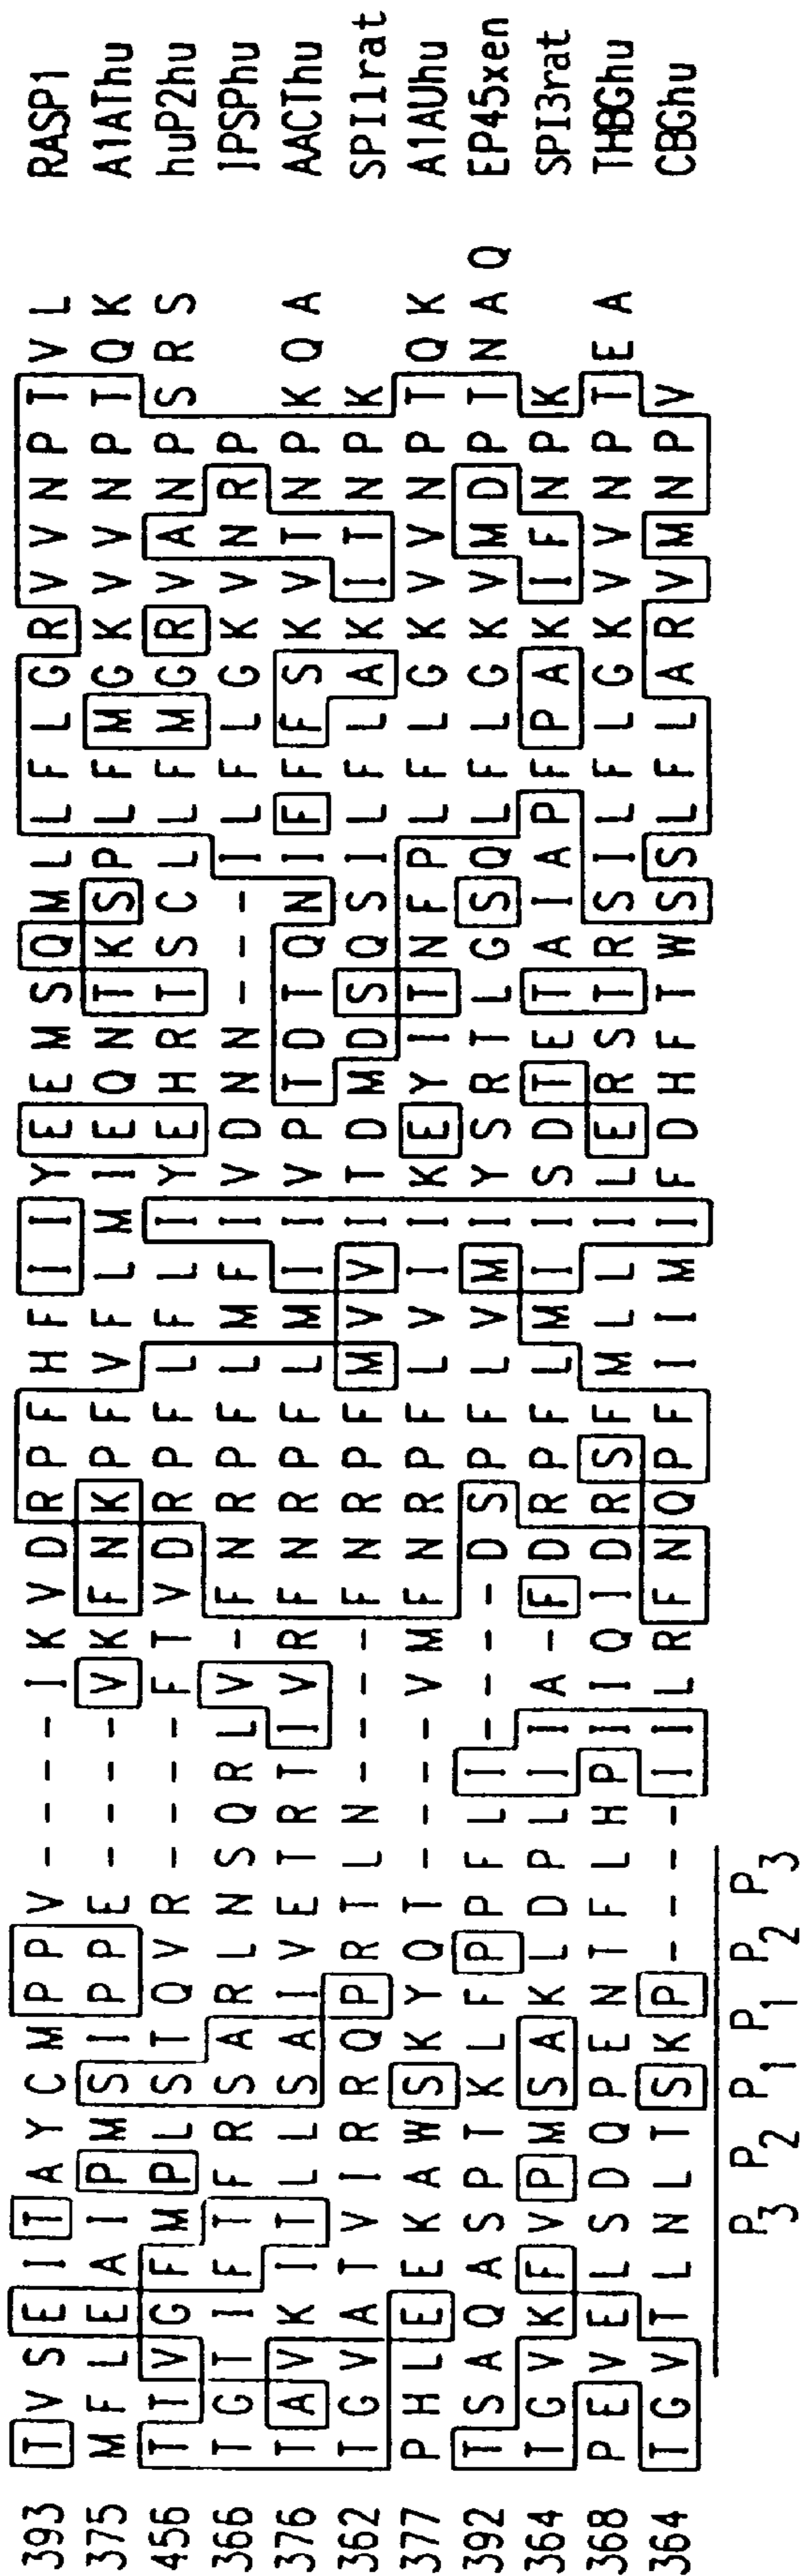 393 T V S E I T A Y C M P P V - - - - I K V D R P F H F I I Y E E M S Q M L L F L G R V V N P T V L RASP1
375 M F L E A I P M S I P P E - - - - V K F N K P F V F L M I E Q N T K S P L F M G K V V N P T Q K A1AThu
456 T T V G F M P L S T Q V R - - - - F T V D R P F L F L I Y E H R T S C L L F M G R V A N P S R S huP2hu
366 T G T I F T F R S A R L N S Q R L V - F N R P F L M F I V D N N - - - I L F L G K V N R P IPSPhu
376 T A V K I T L L S A I V E T R T I V R F N R P F L M I I V P T D T Q N I F F F S K V T N P K Q A AACThu
362 T G V A T V I R R Q P R T L N - - - - F N R P F M V V I T D M D S Q S I L F L A K I T N P K SPI1rat
377 P H L E E K A W S K Y Q T - - - - V M F N R P F L V I I K E Y I T N F P L F L G K V V N P T Q K A1AUhu
392 T S A Q A S P T K L F P P F L I - - - - D S P F L V M I Y S R T L G S Q L F L G K V M D P T N A Q EP45xen
364 T G V K F V P M S A K L D P L I I A - F D R P F L M I I S D T E T A I A P F P A K I F N P K SPI3rat
368 P E V E L S D Q P E N T F L H P I I Q I D R S F M L L I L E R S T R S I L F L G K V V N P T E A THBGhu
364 T G V T L N L T S K P - - - - I I L R F N Q P F I I M I F D H F T W S S L F L A R V M N P V CBGhu
P3 P2 P1 P1 P2 P3